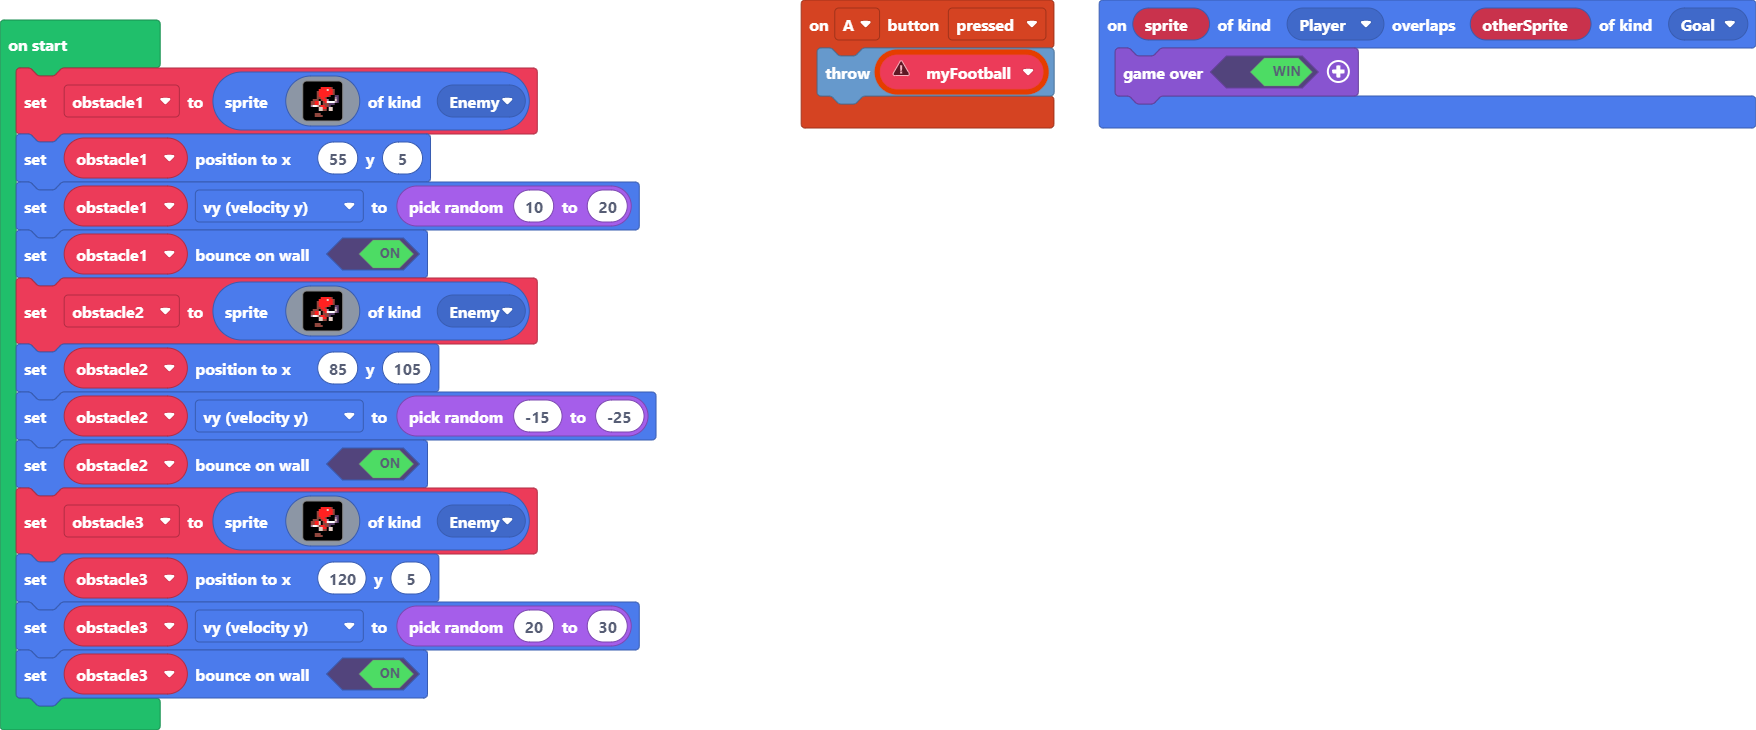 on start
set obstacle1 to sprite of kind Enemy
set obstacle1 position to x 55 y 5
set obstacle1 vy (velocity y) to pick random 10 to 20
set obstacle1 bounce on wall ON
set obstacle2 to sprite of kind Enemy
set obstacle2 position to x 85 y 105
set obstacle2 vy (velocity y) to pick random -15 to -25
set obstacle2 bounce on wall ON
set obstacle3 to sprite of kind Enemy
set obstacle3 position to x 120 y 5
set obstacle3 vy (velocity y) to pick random 20 to 30
set obstacle3 bounce on wall ON
on A button pressed
throw myFootball
on sprite of kind Player overlaps otherSprite of kind Goal
game over WIN